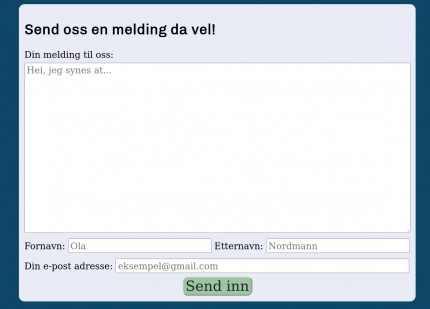 Send oss en melding da vel!
Din melding til oss:
Hei, jeg synes at...
Fornavn: Ola Etternavn: Nordmann
Din e-post adresse: eksempel@gmail.com
Send inn